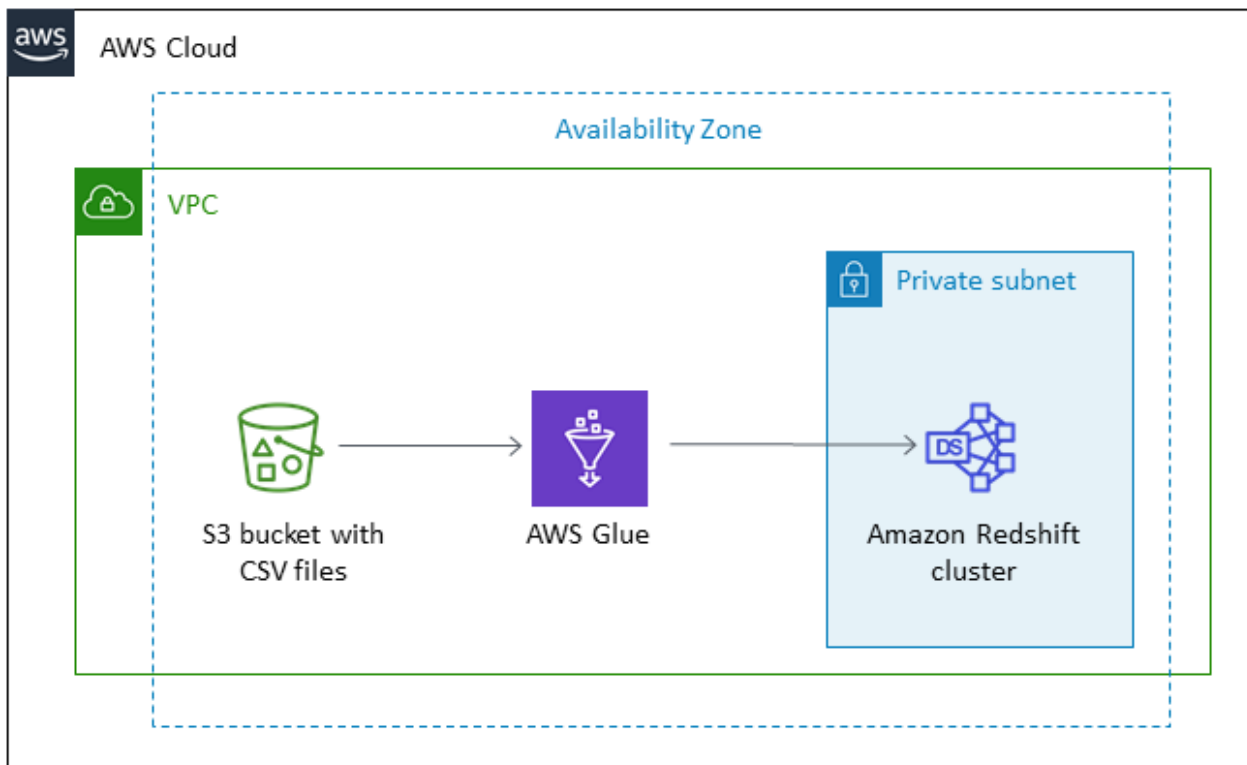 aws
AWS Cloud
Availability Zone
VPC
Private subnet
DS
S3 bucket with
CSV files
AWS Glue
Amazon Redshift
cluster